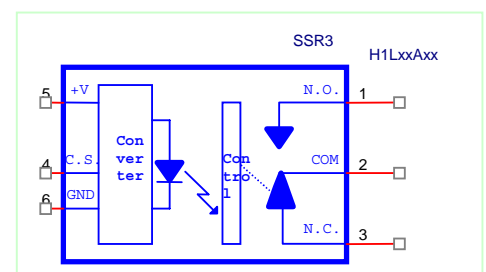 SSR3
H1LxxAxx
5
+V
N.O.
1
Con
ver
ter
4
C.S.
Con
tro
l
COM
2
6
GND
N.C.
3